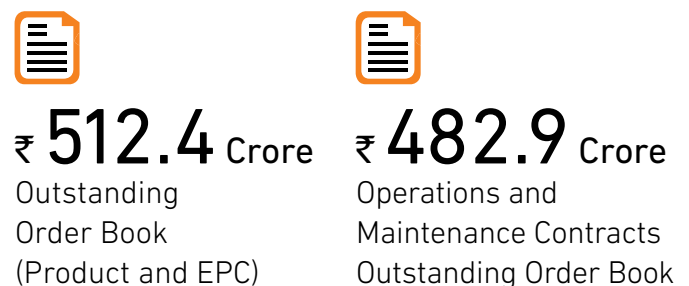 ₹ 512.4 Crore
Outstanding
Order Book
(Product and EPC)
₹ 482.9 Crore
Operations and
Maintenance Contracts
Outstanding Order Book